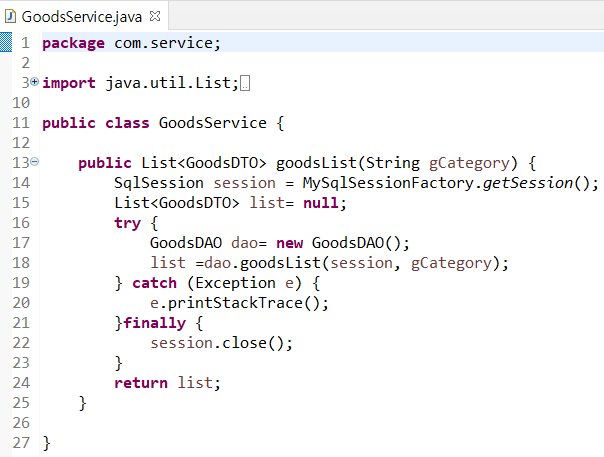 GoodsService.java
1 package com.service;
2
3 import java.util.List;
10
11 public class GoodsService {
12
13     public List<GoodsDTO> goodsList(String gCategory) {
14         SqlSession session = MySqlSessionFactory.getSession();
15         List<GoodsDTO> list= null;
16         try {
17             GoodsDAO dao= new GoodsDAO();
18             list =dao.goodsList(session, gCategory);
19         } catch (Exception e) {
20             e.printStackTrace();
21         }finally {
22             session.close();
23         }
24         return list;
25     }
26
27 }